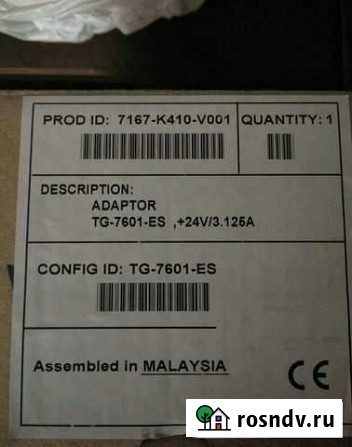 PROD ID: 7167-K410-V001
QUANTITY: 1
DESCRIPTION:
ADAPTOR
TG-7601-ES ,+24V/3.125A
CONFIG ID: TG-7601-ES
Assembled in MALAYSIA
CE
rosndv.ru